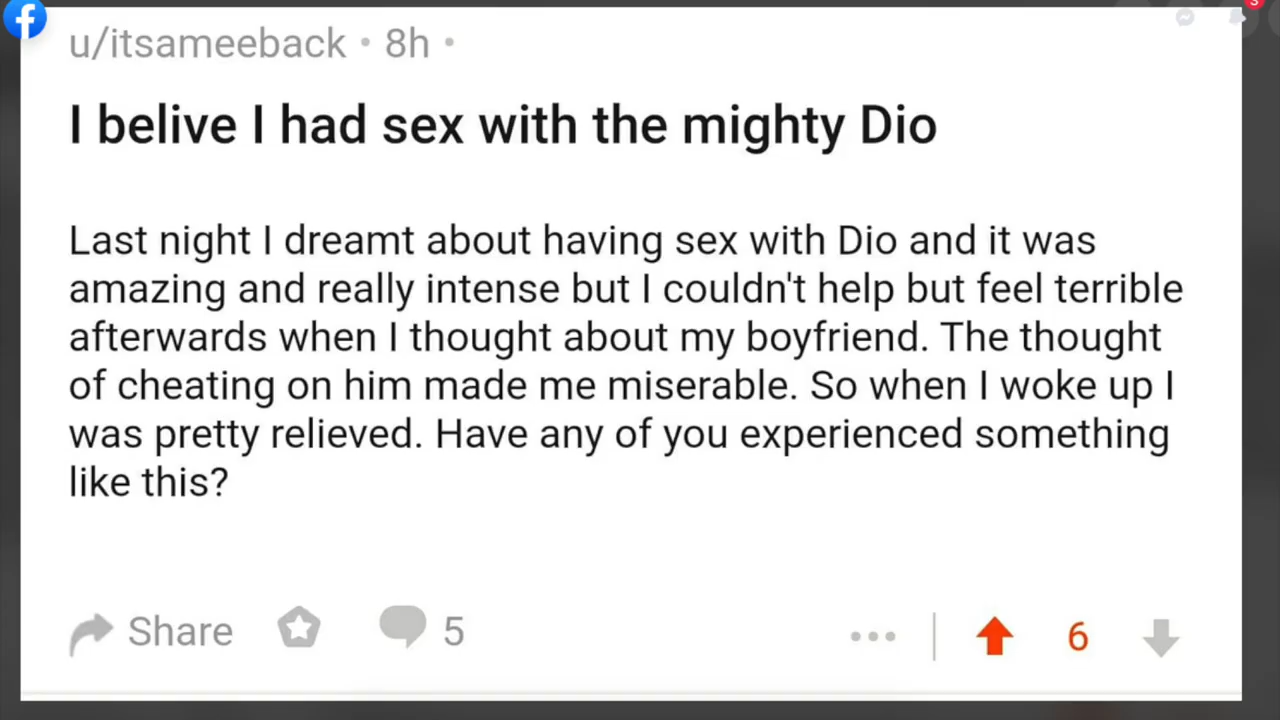 u/itsameeback • 8h •
I belive I had sex with the mighty Dio
Last night I dreamt about having sex with Dio and it was
amazing and really intense but I couldn't help but feel terrible
afterwards when I thought about my boyfriend. The thought
of cheating on him made me miserable. So when I woke up I
was pretty relieved. Have any of you experienced something
like this?
Share 5 6